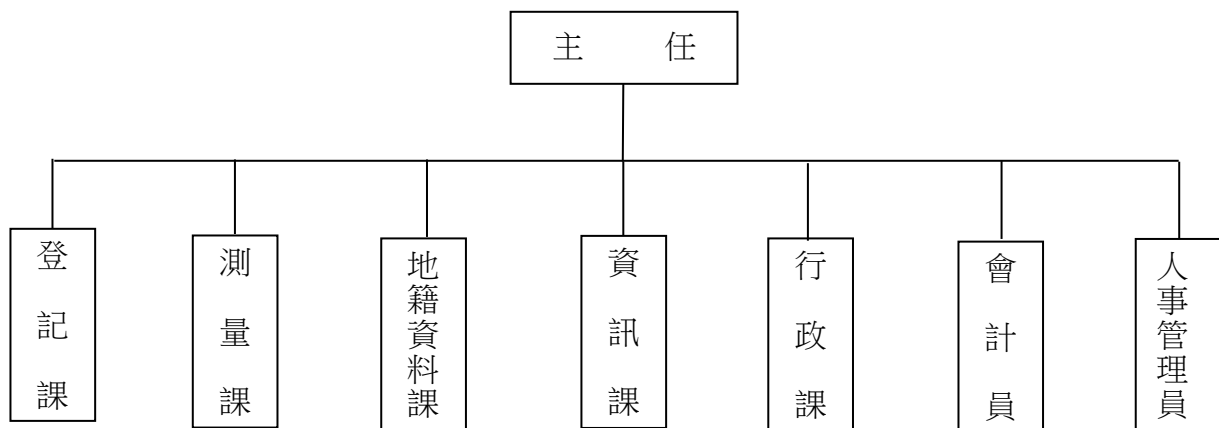 主任
登記課
測量課
地籍資料課
資訊課
行政課
會計員
人事管理員